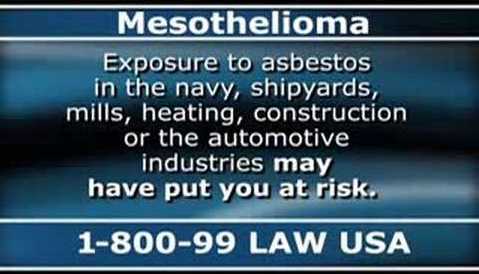 Mesothelioma
Exposure to asbestos
in the navy, shipyards,
mills, heating, construction
or the automotive
industries may
have put you at risk.
1-800-99 LAW USA